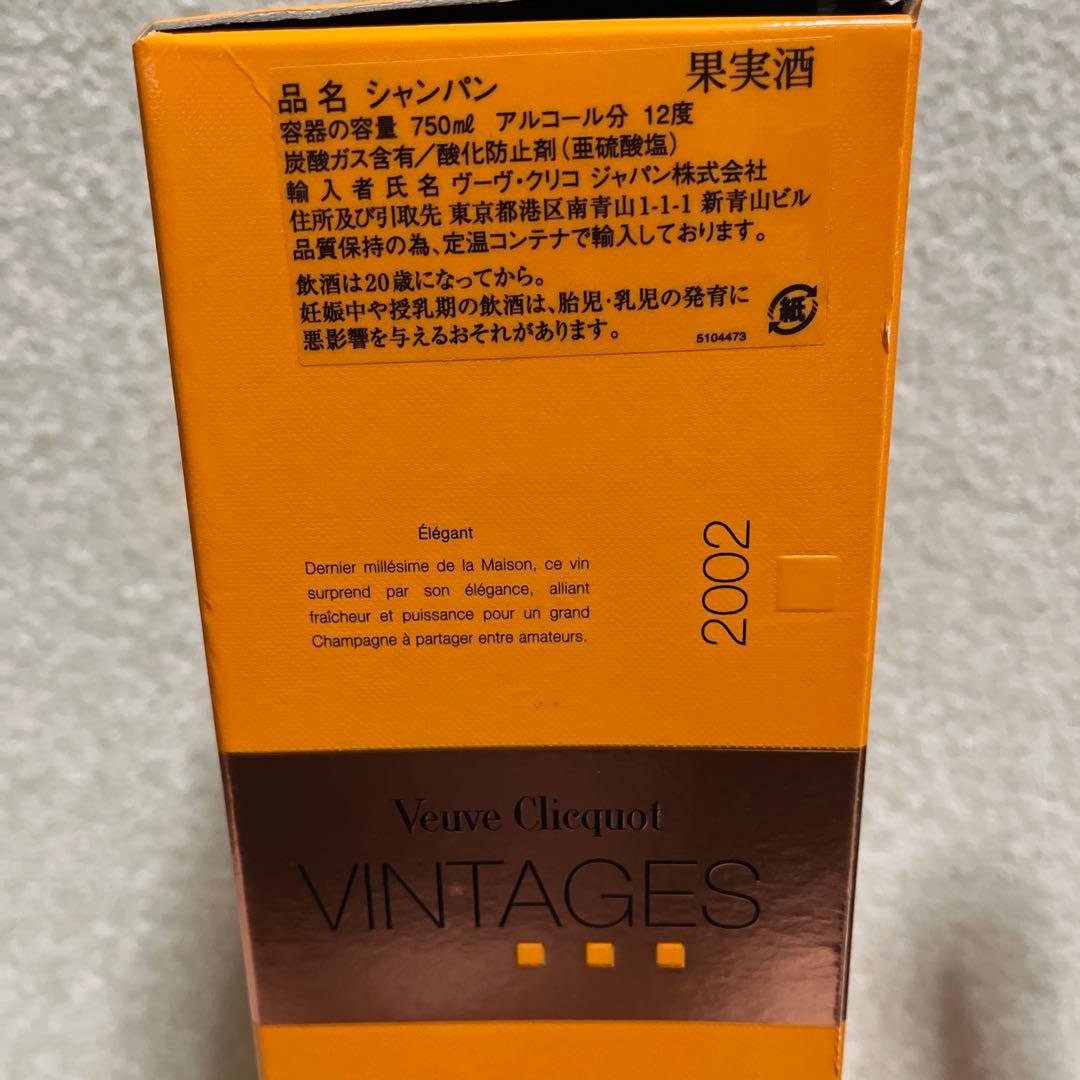 果実酒
品名 シャンパン
容器の容量 750㎖ アルコール分 12度
炭酸ガス含有/酸化防止剤(亜硫酸塩)
輸入者氏名 ヴーヴ・クリコ ジャパン株式会社
住所及び引取先 東京都港区南青山1-1-1 新青山ビル
品質保持の為、定温コンテナで輸入しております。
飲酒は20歳になってから。
妊娠中や授乳期の飲酒は、胎児・乳児の発育に
悪影響を与えるおそれがあります。
紙
5104473
Élégant
Dernier millésime de la Maison, ce vin
surprend par son élégance, alliant
fraîcheur et puissance pour un grand
Champagne à partager entre amateurs.
2002
Veuve Clicquot
VINTAGES